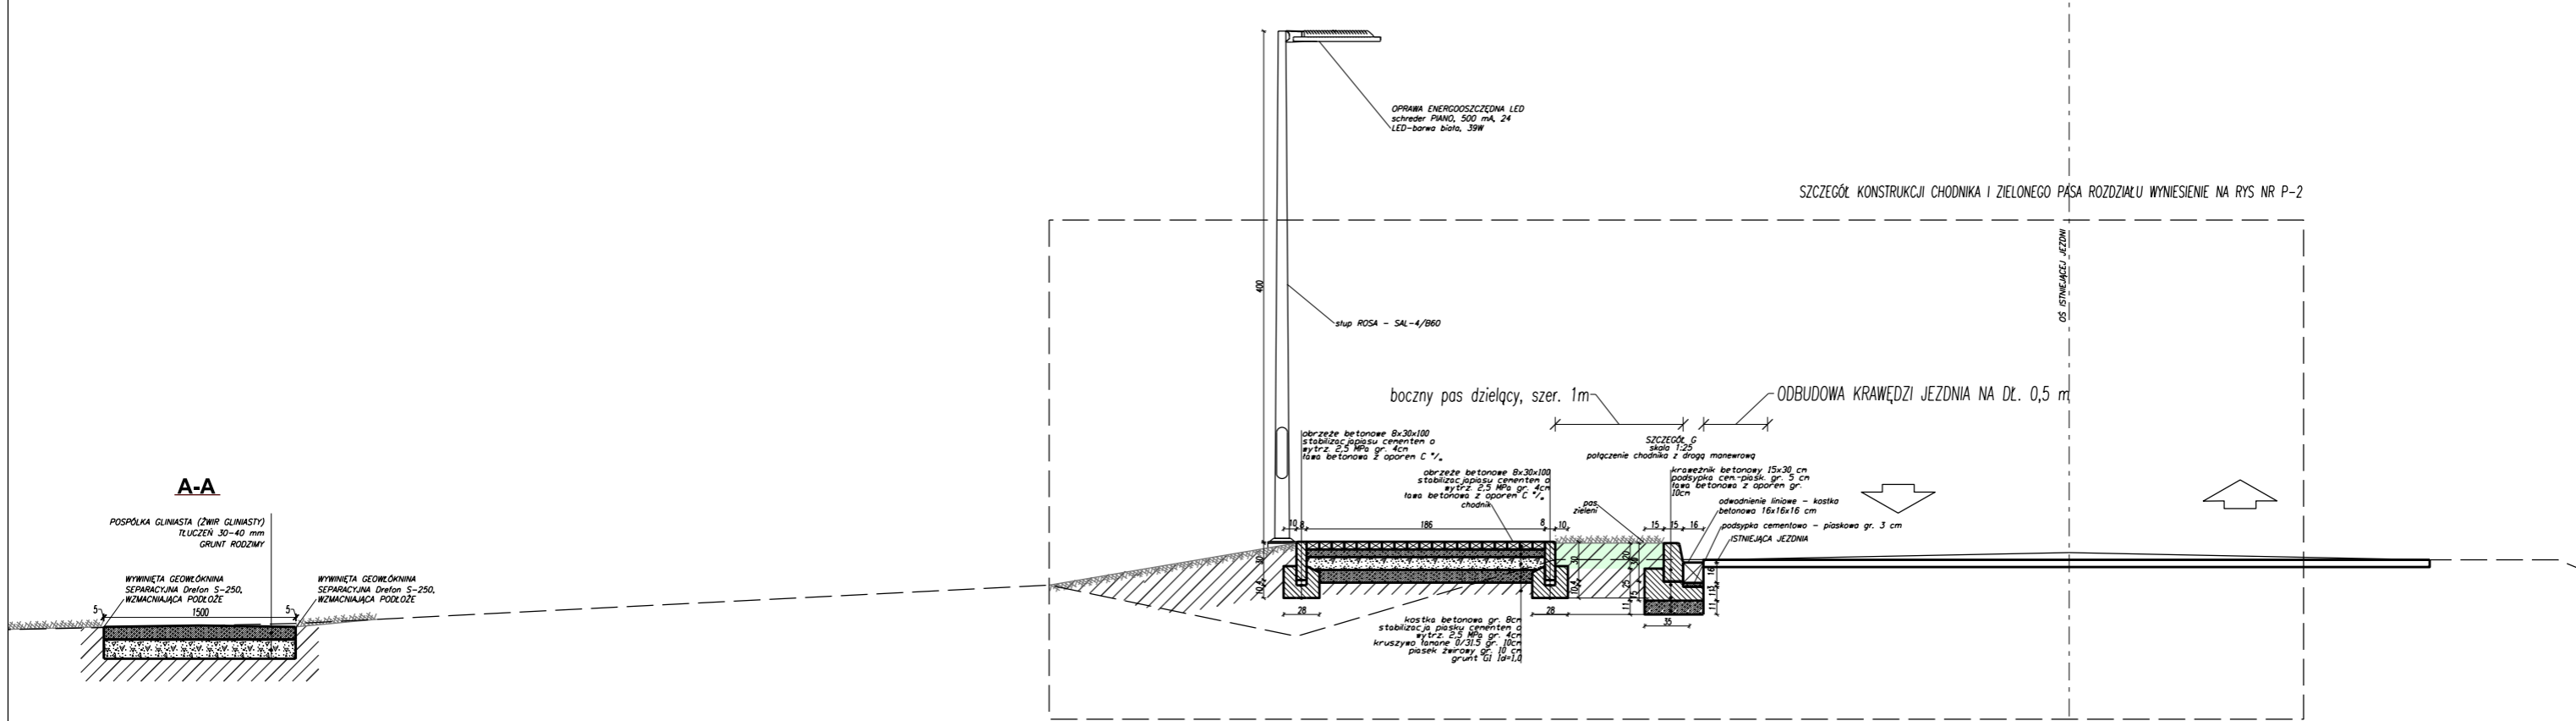 OPRAWA ENERGOOSZCZĘDNA LED
schreder PIANO, 500 mA, 24
LED-barwa biała, 39W
SZCZEGÓŁ KONSTRUKCJI CHODNIKA I ZIELONEGO PASA ROZDZIAŁU WYNIESIENIE NA RYS NR P-2
OŚ ISTNIEJĄCEJ JEZDNI
400
słup ROSA - SAL-4/B60
boczny pas dzielący, szer. 1m
ODBUDOWA KRAWĘDZI JEZDNIA NA DŁ. 0,5 m
obrzeże betonowe 8x30x100
stabilizacjapiasu cementem o
wytrz. 2,5 MPa gr. 4cm
ława betonowa z oporem C
SZCZEGÓŁ G
skala 1:25
połączenie chodnika z drogą manewrową
obrzeże betonowe 8x30x100
stabilizacjapiasu cementem o
wytrz. 2,5 MPa gr. 4cm
ława betonowa z oporem C
chodnik
pas
zieleni
krawężnik betonowy 15x30 cm
podsypka cem.-piask. gr. 5 cm
ława betonowa z oporem gr.
10cm
odwodnienie liniowe - kostka
betonowa 16x16x16 cm
podsypka cementowo - piaskowa gr. 3 cm
ISTNIEJĄCA JEZDNIA
A-A
POSPÓŁKA GLINIASTA (ŻWIR GLINIASTY)
TŁUCZEŃ 30-40 mm
GRUNT RODZIMY
WYWINIĘTA GEOWŁÓKNINA
SEPARACYJNA Drefon S-250,
WZMACNIAJĄCA PODŁOŻE
WYWINIĘTA GEOWŁÓKNINA
SEPARACYJNA Drefon S-250,
WZMACNIAJĄCA PODŁOŻE
5 1500 5
10 8 186 8 10 15 15 16
28 28 35
kostka betonowa gr. 8cm
stabilizacja piasku cementem o
wytrz. 2,5 MPa gr. 4cm
kruszywo łamane 0/31.5 gr. 10cm
piasek żwirowy gr. 10 cm
grunt G1 Id=1,0